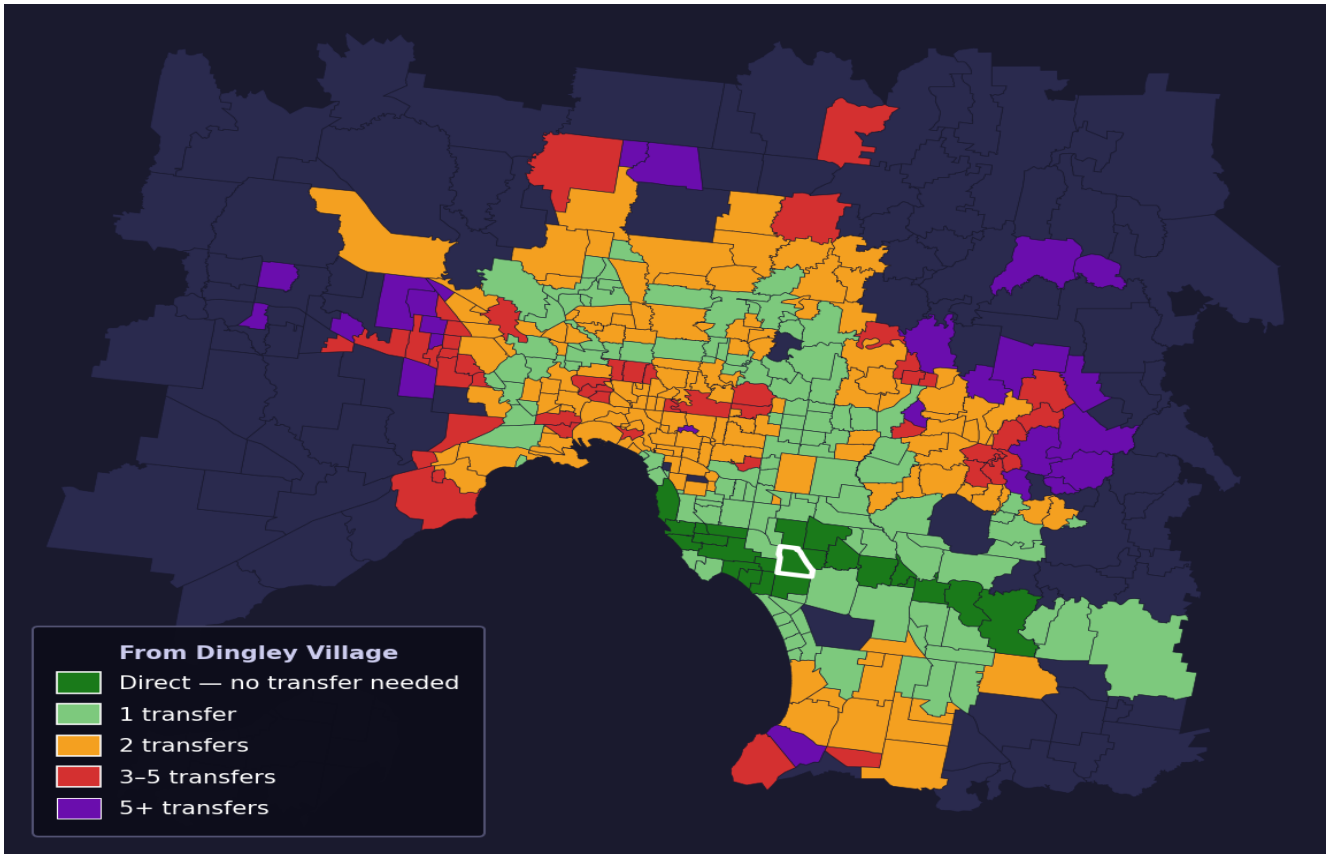 From Dingley Village
Direct — no transfer needed
1 transfer
2 transfers
3–5 transfers
5+ transfers